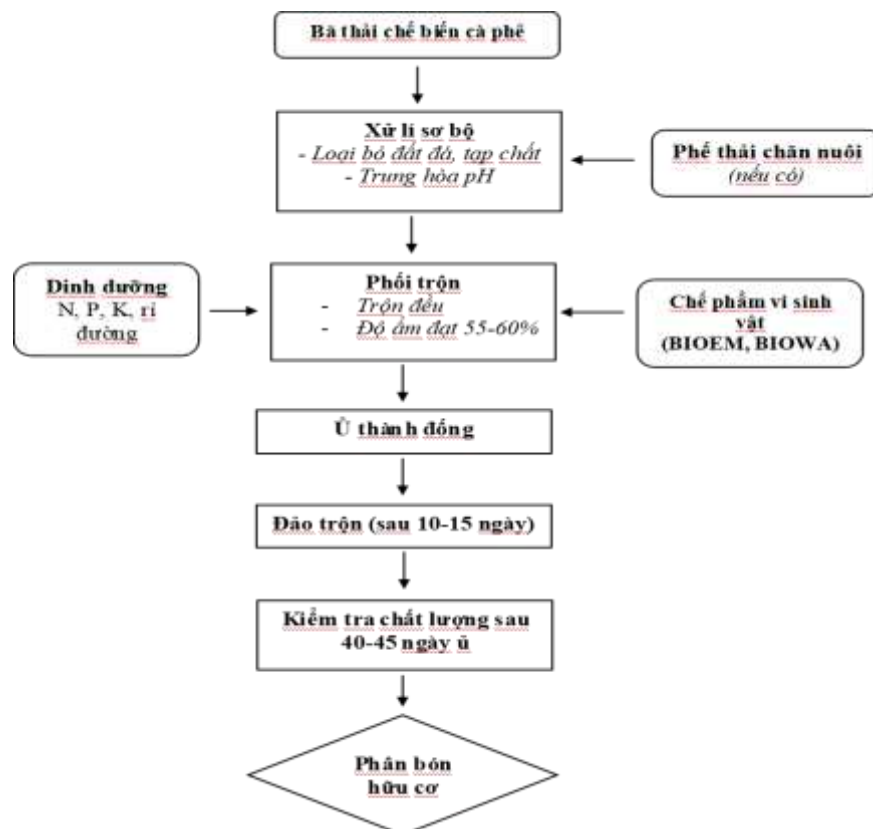 Bã thải chế biến cà phê
Xử lí sơ bộ
- Loại bỏ đất đá, tạp chất
- Trung hòa pH
Phế thải chăn nuôi
(nếu có)
Dinh dưỡng
N, P, K, rỉ
đường
Phối trộn
- Trộn đều
- Độ ẩm đạt 55-60%
Chế phẩm vi sinh
vật
(BIOEM, BIOWA)
Ủ thành đống
Đảo trộn (sau 10-15 ngày)
Kiểm tra chất lượng sau
40-45 ngày ủ
Phân bón
hữu cơ